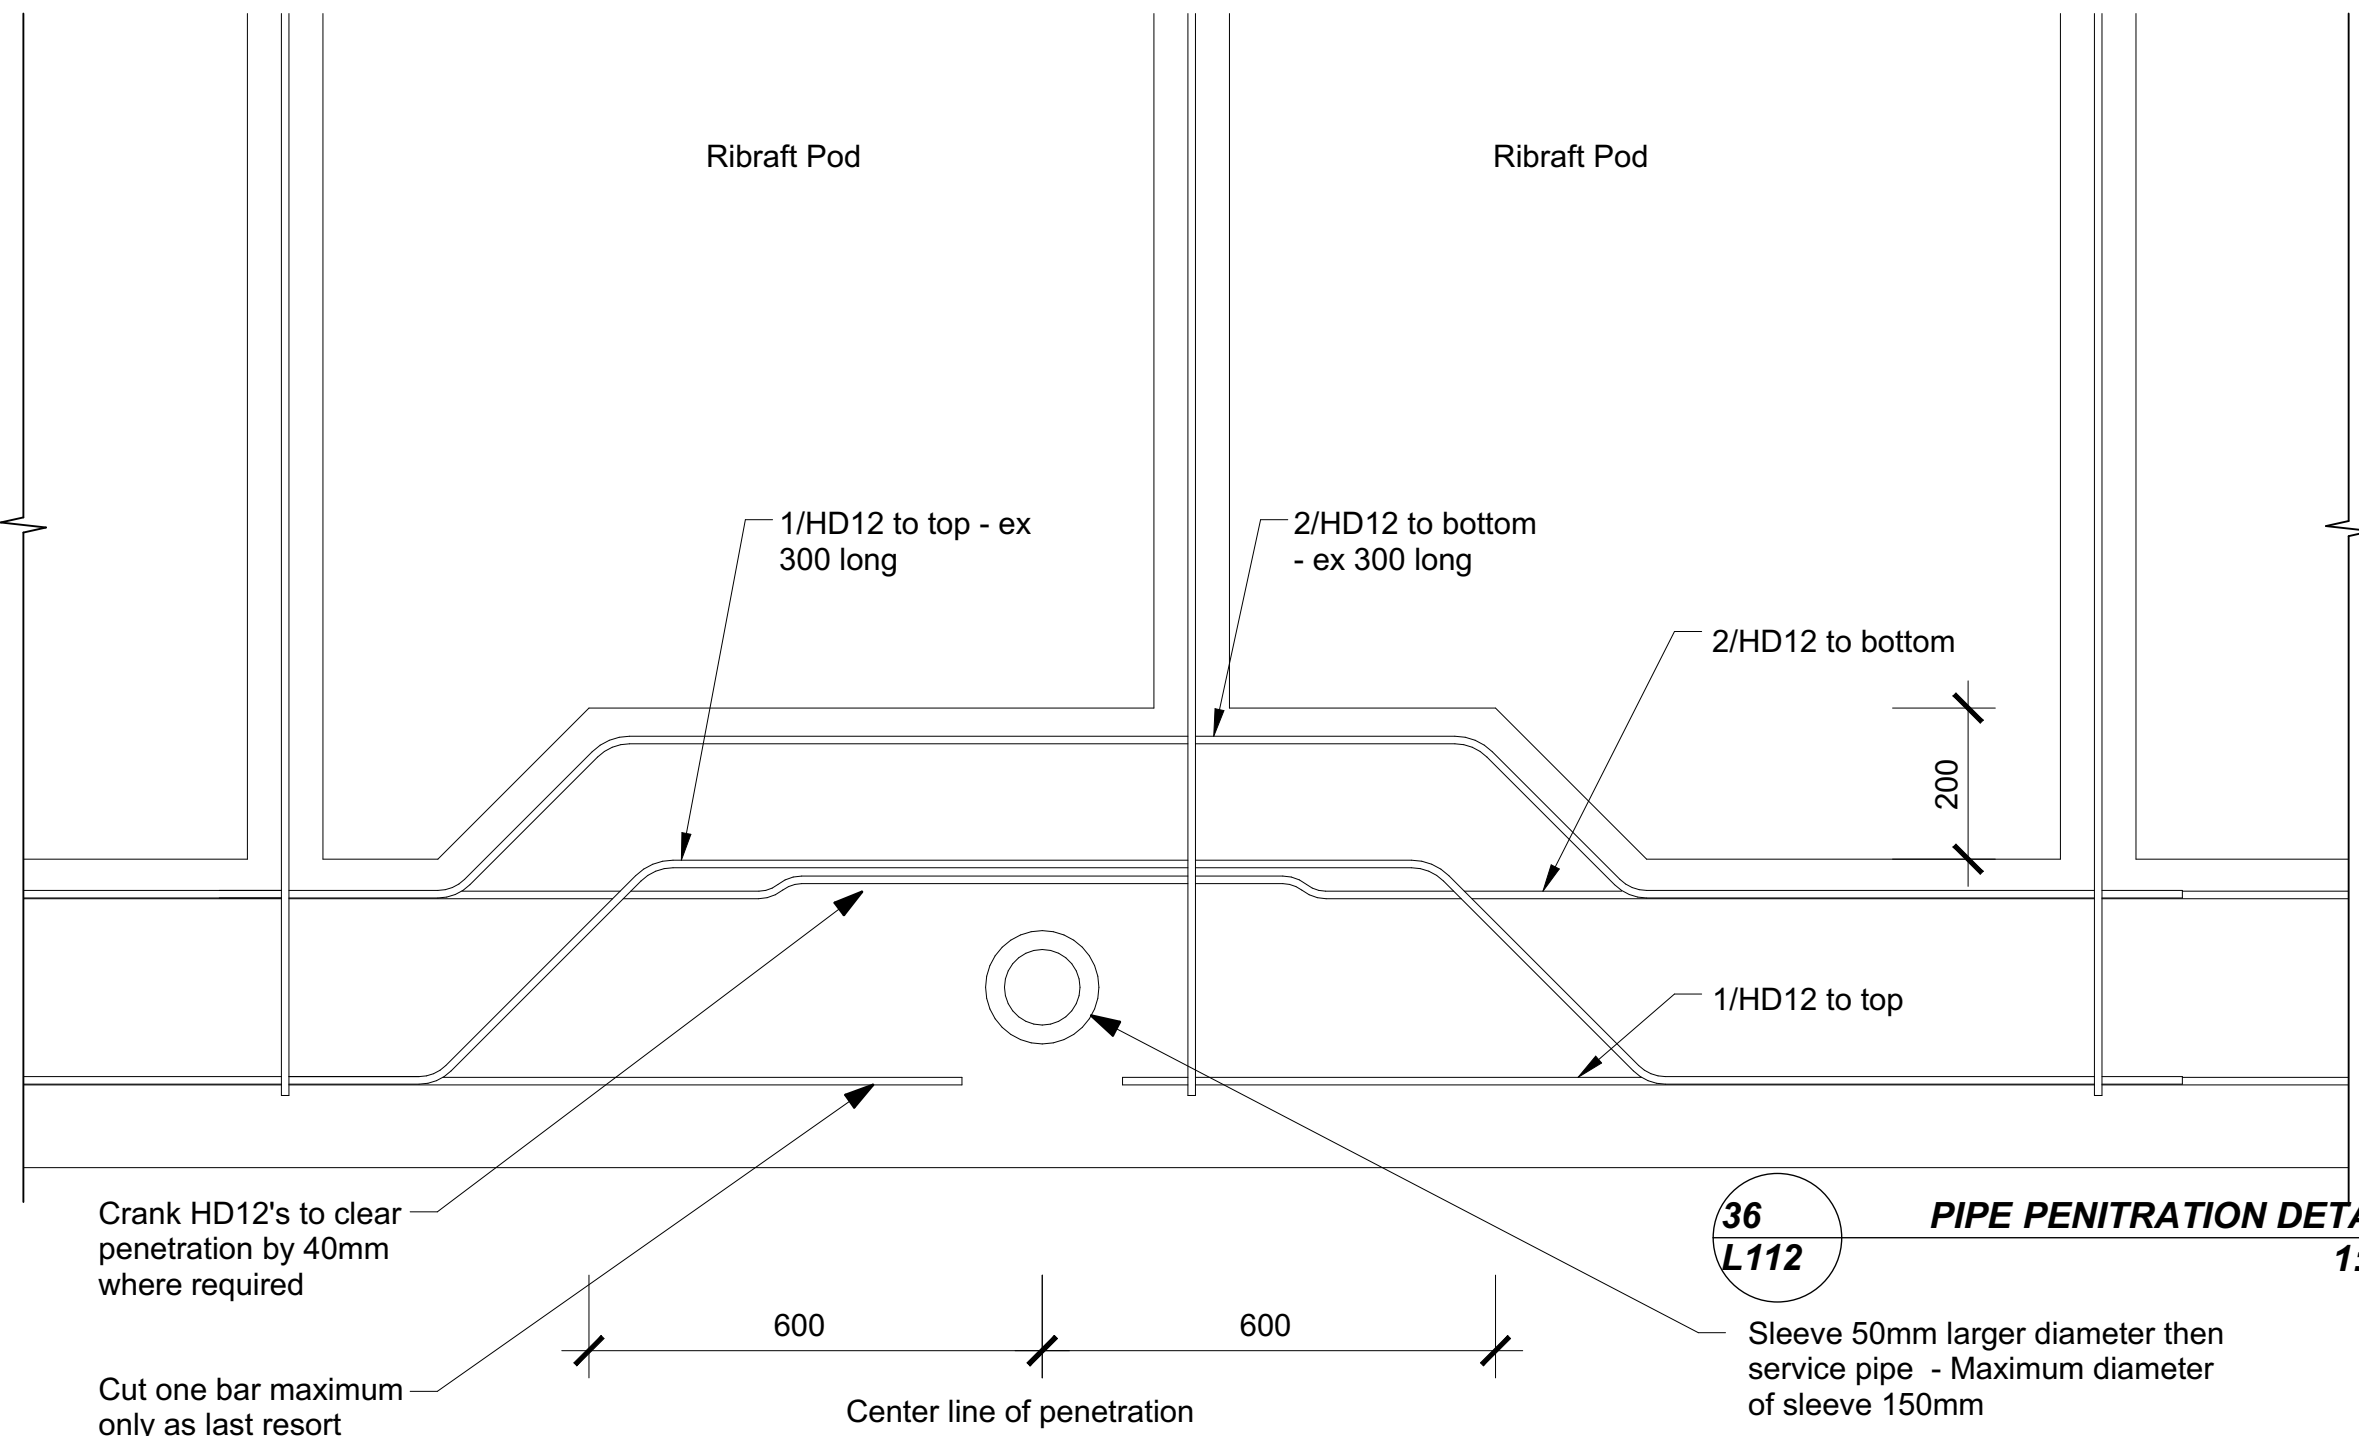 Ribraft Pod
Ribraft Pod
1/HD12 to top - ex
300 long
2/HD12 to bottom
- ex 300 long
2/HD12 to bottom
200
1/HD12 to top
Crank HD12's to clear
penetration by 40mm
where required
Cut one bar maximum
only as last resort
600
600
Center line of penetration
36
L112
PIPE PENITRATION DETA
1:
Sleeve 50mm larger diameter then
service pipe - Maximum diameter
of sleeve 150mm